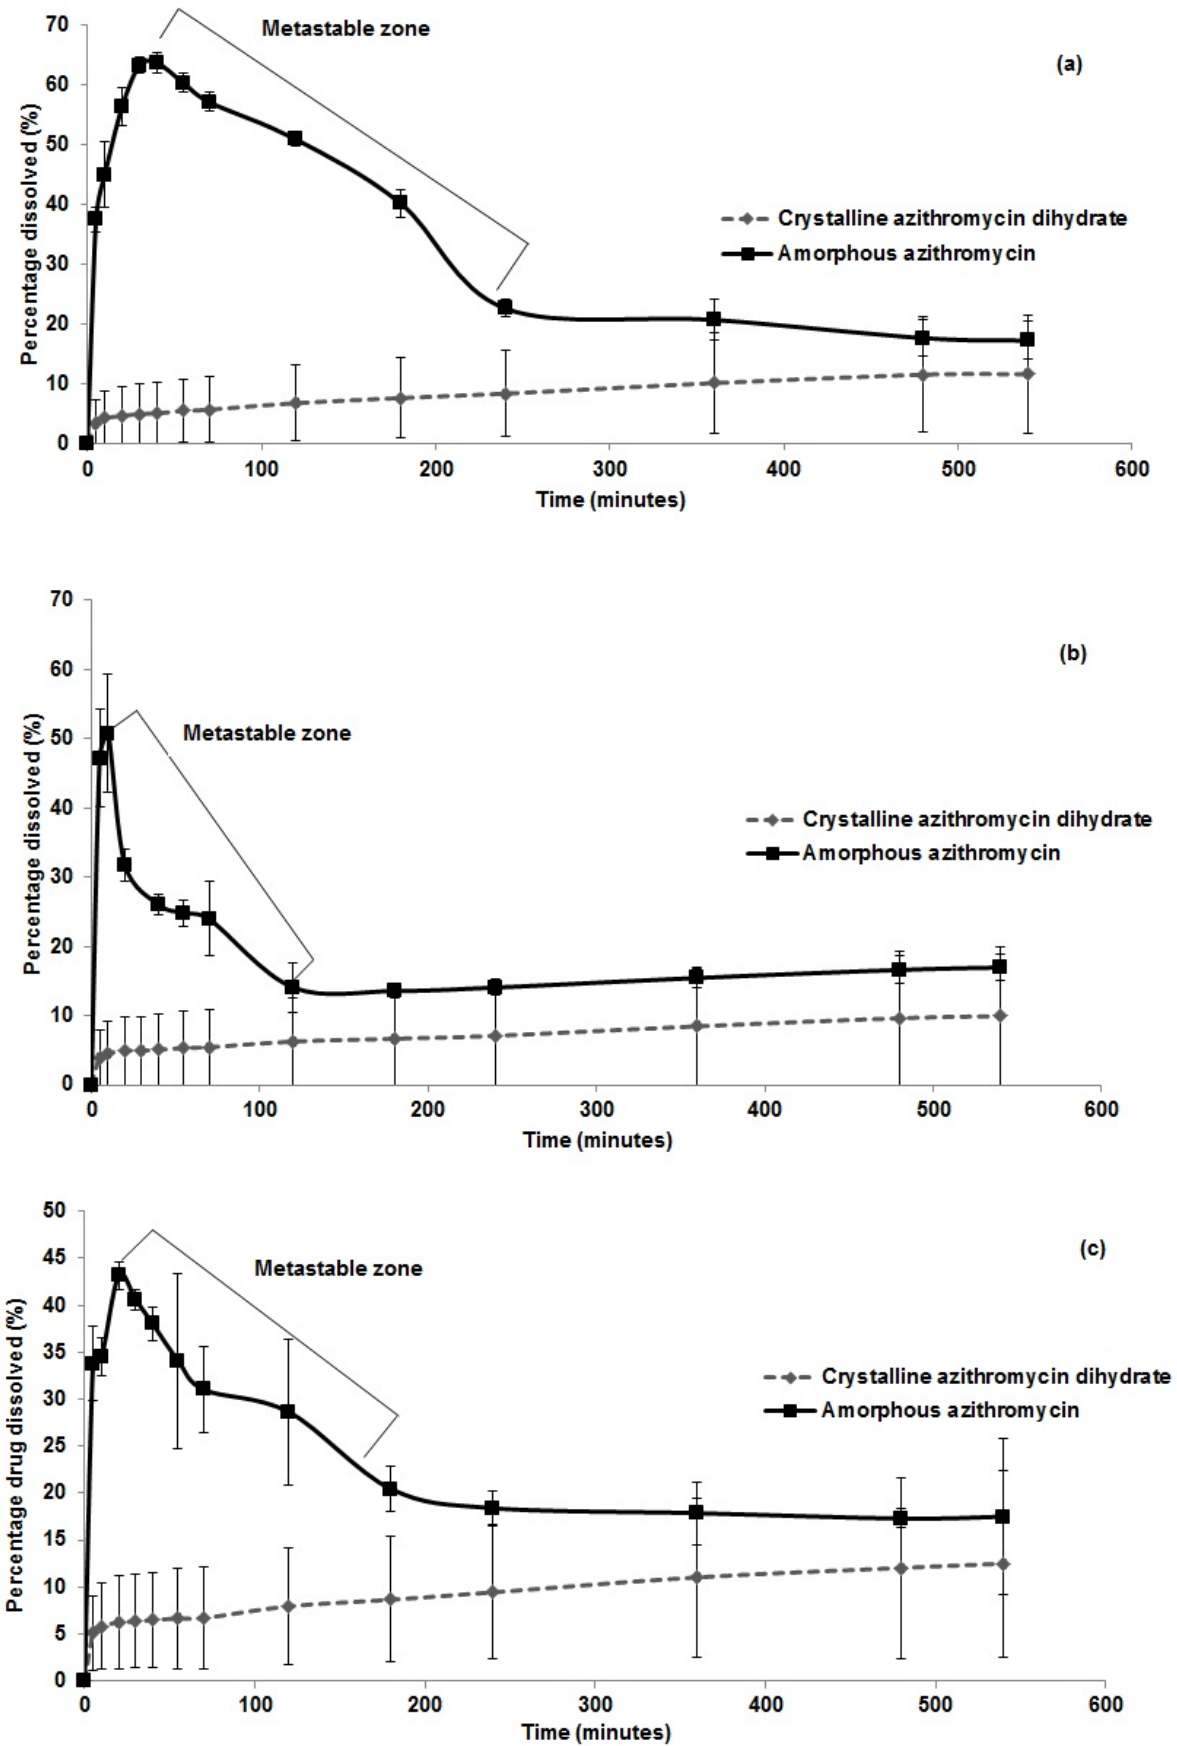 70
Metastable zone
(a)
60
50
40
30
20
10
0
Percentage dissolved (%)
Crystalline azithromycin dihydrate
Amorphous azithromycin
0 100 200 300 400 500 600
Time (minutes)
70
(b)
60
50
40
30
20
10
0
Metastable zone
Percentage dissolved (%)
Crystalline azithromycin dihydrate
Amorphous azithromycin
0 100 200 300 400 500 600
Time (minutes)
50
(c)
45
40
35
30
25
20
15
10
5
0
Metastable zone
Percentage drug dissolved (%)
Crystalline azithromycin dihydrate
Amorphous azithromycin
0 100 200 300 400 500 600
Time (minutes)